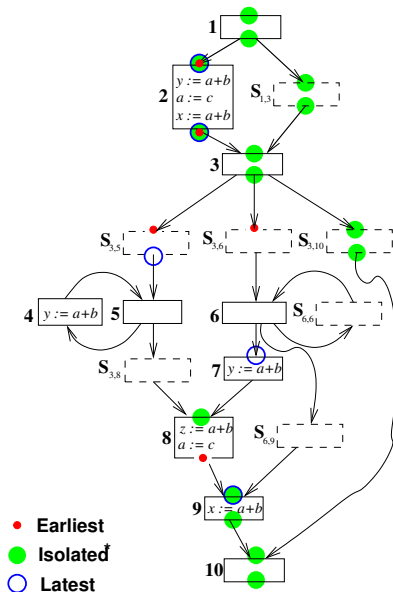 1
2
y := a+b
a := c
x := a+b
S1,3
3
S3,5
S3,6
S3,10
4
y := a+b
5
6
S6,6
S3,8
7
y := a+b
8
z := a+b
a := c
S6,9
9
x := a+b
10
Earliest
Isolated*
Latest